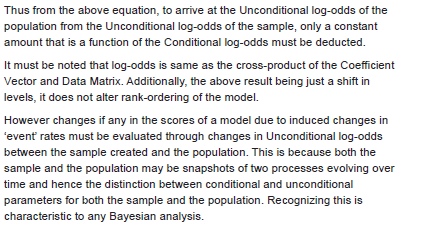 Thus from the above equation, to arrive at the Unconditional log-odds of the
population from the Unconditional log-odds of the sample, only a constant
amount that is a function of the Conditional log-odds must be deducted.
It must be noted that log-odds is same as the cross-product of the Coefficient
Vector and Data Matrix. Additionally, the above result being just a shift in
levels, it does not alter rank-ordering of the model.
However changes if any in the scores of a model due to induced changes in
‘event’ rates must be evaluated through changes in Unconditional log-odds
between the sample created and the population. This is because both the
sample and the population may be snapshots of two processes evolving over
time and hence the distinction between conditional and unconditional
parameters for both the sample and the population. Recognizing this is
characteristic to any Bayesian analysis.